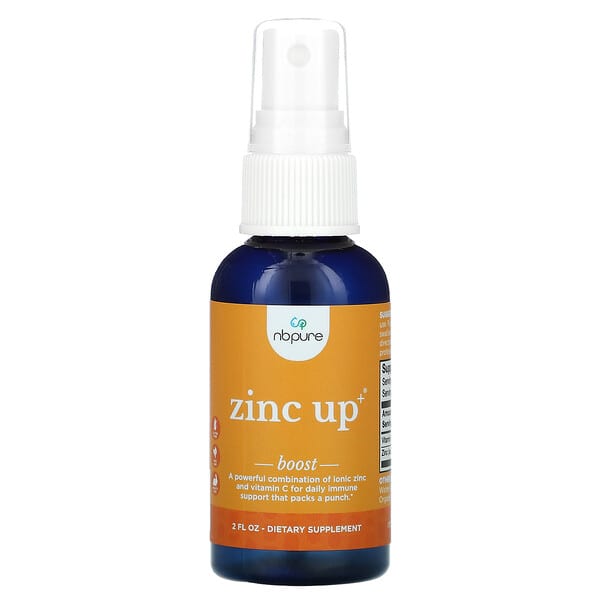 nbpure
zinc up+®
boost
A powerful combination of ionic zinc
and vitamin C for daily immune
support that packs a punch.*
2 FL OZ - DIETARY SUPPLEMENT